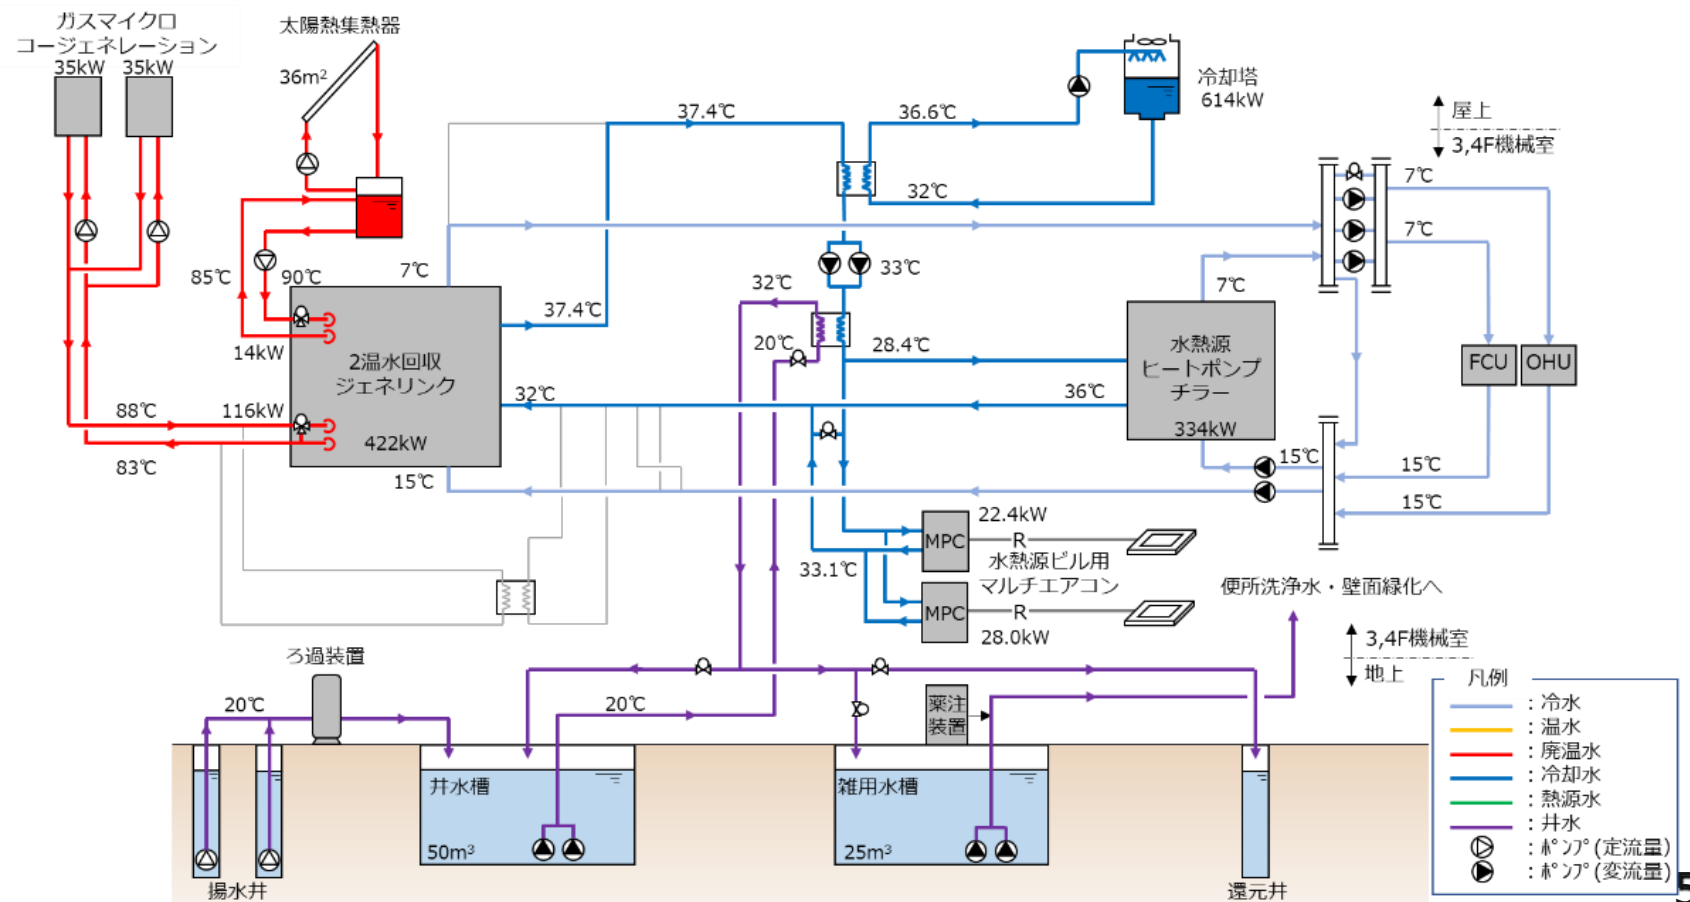 ガスマイクロ
コージェネレーション
35kW
35kW
太陽熱集熱器
36m²
冷却塔
614kW
屋上
3,4F機械室
37.4℃
36.6℃
32℃
7℃
7℃
33℃
85℃
90℃
7℃
32℃
7℃
37.4℃
14kW
20℃
28.4℃
2温水回収
ジェネリンク
水熱源
ヒートポンプ
チラー
FCU
OHU
88℃
116kW
32℃
36℃
422kW
334kW
83℃
15℃
15℃
15℃
15℃
22.4kW
MPC
R
水熱源ビル用
マルチエアコン
33.1℃
MPC
R
28.0kW
便所洗浄水・壁面緑化へ
3,4F機械室
地上
ろ過装置
20℃
20℃
薬注
装置
井水槽
50m³
雑用水槽
25m³
揚水井
還元井
凡例
：冷水
：温水
：廃温水
：冷却水
：熱源水
：井水
：ﾎﾟﾝﾌﾟ(定流量)
：ﾎﾟﾝﾌﾟ(変流量)